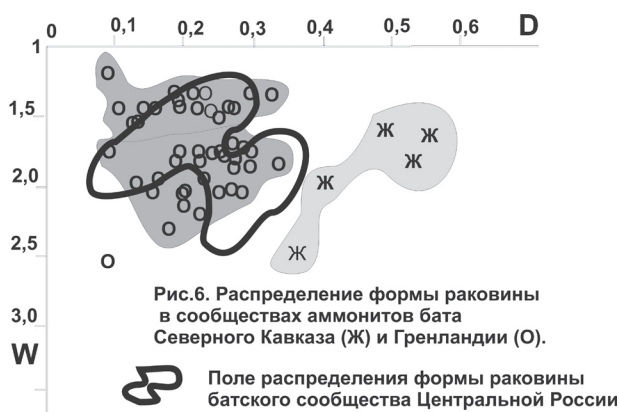 0 0,1 0,2 0,3 0,4 0,5 0,6 D
1
1,5
2,0
2,5
3,0
W
Рис.6. Распределение формы раковины
в сообществах аммонитов бата
Северного Кавказа (Ж) и Гренландии (О).
Поле распределения формы раковины
батского сообщества Центральной России